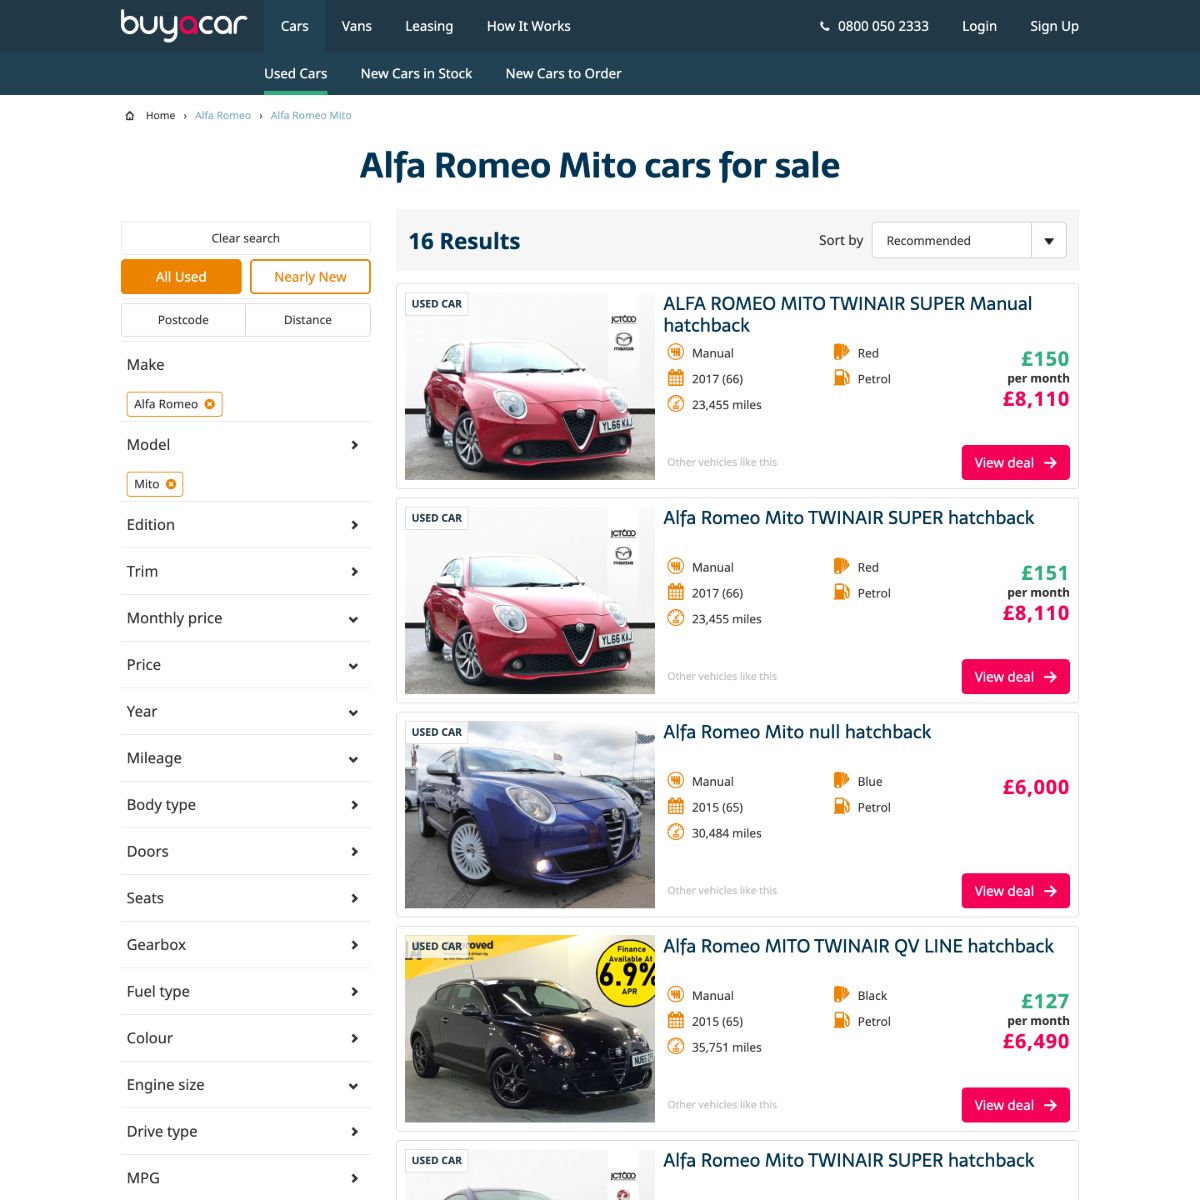 buyacar
Cars
Vans
Leasing
How It Works
0800 050 2333
Login
Sign Up
Used Cars
New Cars in Stock
New Cars to Order
Home › Alfa Romeo › Alfa Romeo Mito
Alfa Romeo Mito cars for sale
Clear search
All Used
Nearly New
Postcode
Distance
Make
Alfa Romeo
Model
Mito
Edition
Trim
Monthly price
Price
Year
Mileage
Body type
Doors
Seats
Gearbox
Fuel type
Colour
Engine size
Drive type
MPG
16 Results
Sort by
Recommended
USED CAR
JCT600
mazda
YL66 KAJ
ALFA ROMEO MITO TWINAIR SUPER Manual
hatchback
Manual
Red
2017 (66)
Petrol
23,455 miles
£150
per month
£8,110
Other vehicles like this
View deal
USED CAR
JCT600
mazda
YL66 KAJ
Alfa Romeo Mito TWINAIR SUPER hatchback
Manual
Red
2017 (66)
Petrol
23,455 miles
£151
per month
£8,110
Other vehicles like this
View deal
USED CAR
Alfa Romeo Mito null hatchback
Manual
Blue
2015 (65)
Petrol
30,484 miles
£6,000
Other vehicles like this
View deal
USED CAR
Finance
Available At
6.9%
APR
Alfa Romeo MITO TWINAIR QV LINE hatchback
Manual
Black
2015 (65)
Petrol
35,751 miles
£127
per month
£6,490
Other vehicles like this
View deal
USED CAR
JCT600
Alfa Romeo Mito TWINAIR SUPER hatchback